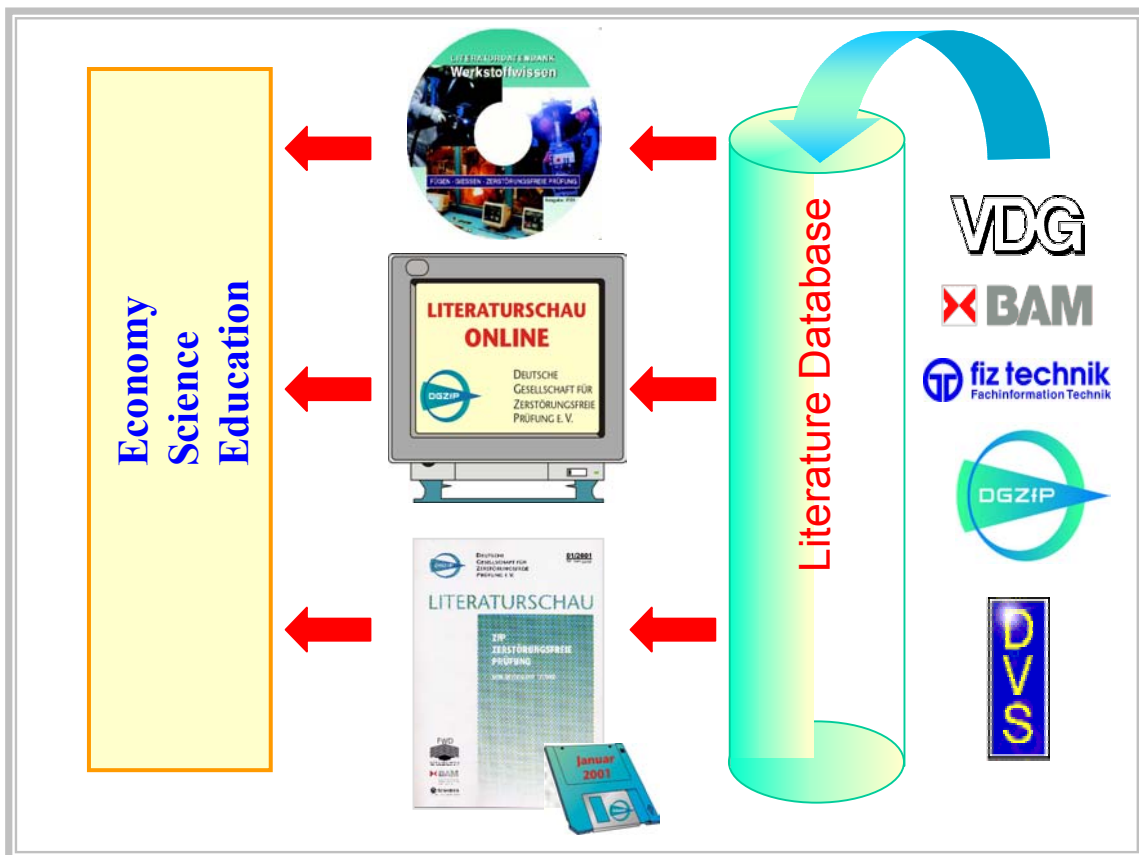 Economy
Science
Education
LITERATURDATENBANK
Werkstoffwissen
FÜGEN - GIESSEN - ZERSTÖRUNGSFREIE PRÜFUNG
LITERATURSCHAU
ONLINE
DGZfP
DEUTSCHE
GESELLSCHAFT FÜR
ZERSTÖRUNGSFREIE
PRÜFUNG E. V.
DEUTSCHE
GESELLSCHAFT FÜR
ZERSTÖRUNGSFREIE
PRÜFUNG E.V.
01/2001
LITERATURSCHAU
ZfP
ZERSTÖRUNGSFREIE
PRÜFUNG
FWD
BAM
Januar
2001
Literature Database
VDG
BAM
fiz technik
Fachinformation Technik
DGZfP
DVS